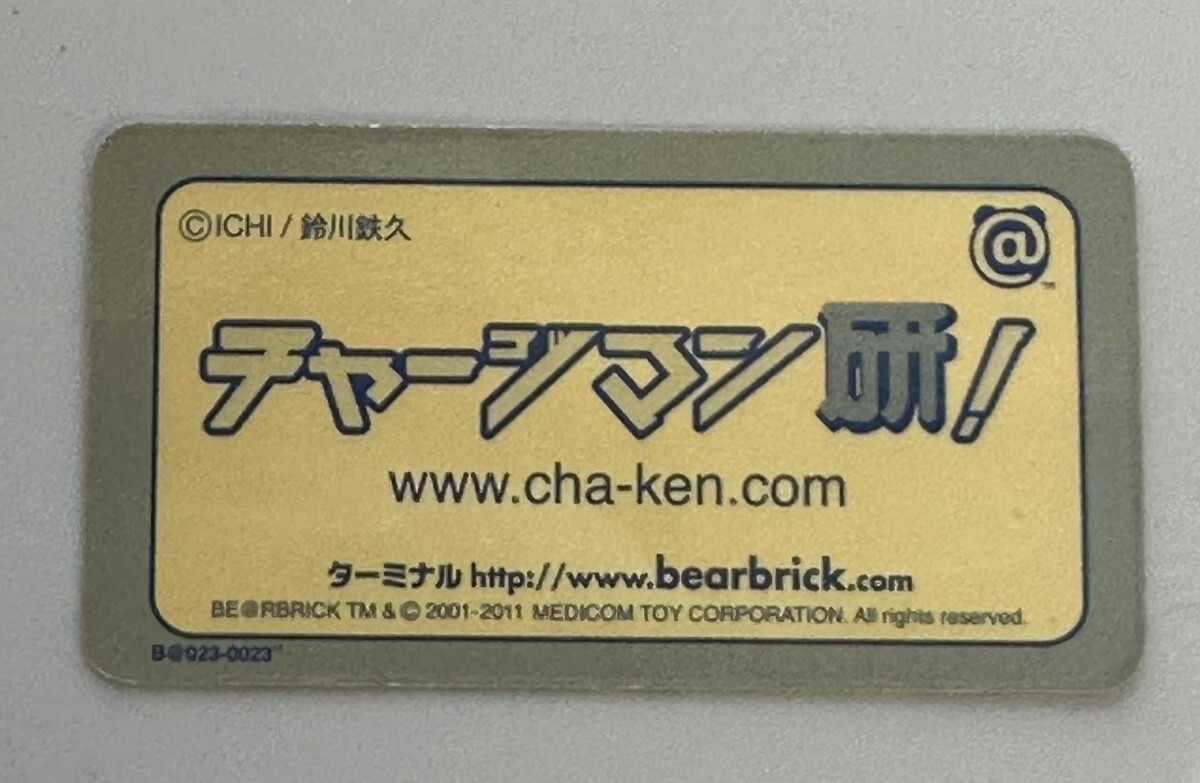 ©ICHI / 鈴川鉄久
@™
チャージマン研!
www.cha-ken.com
ターミナル http://www.bearbrick.com
BE@RBRICK TM & © 2001-2011 MEDICOM TOY CORPORATION. All rights reserved.
B@023-0023